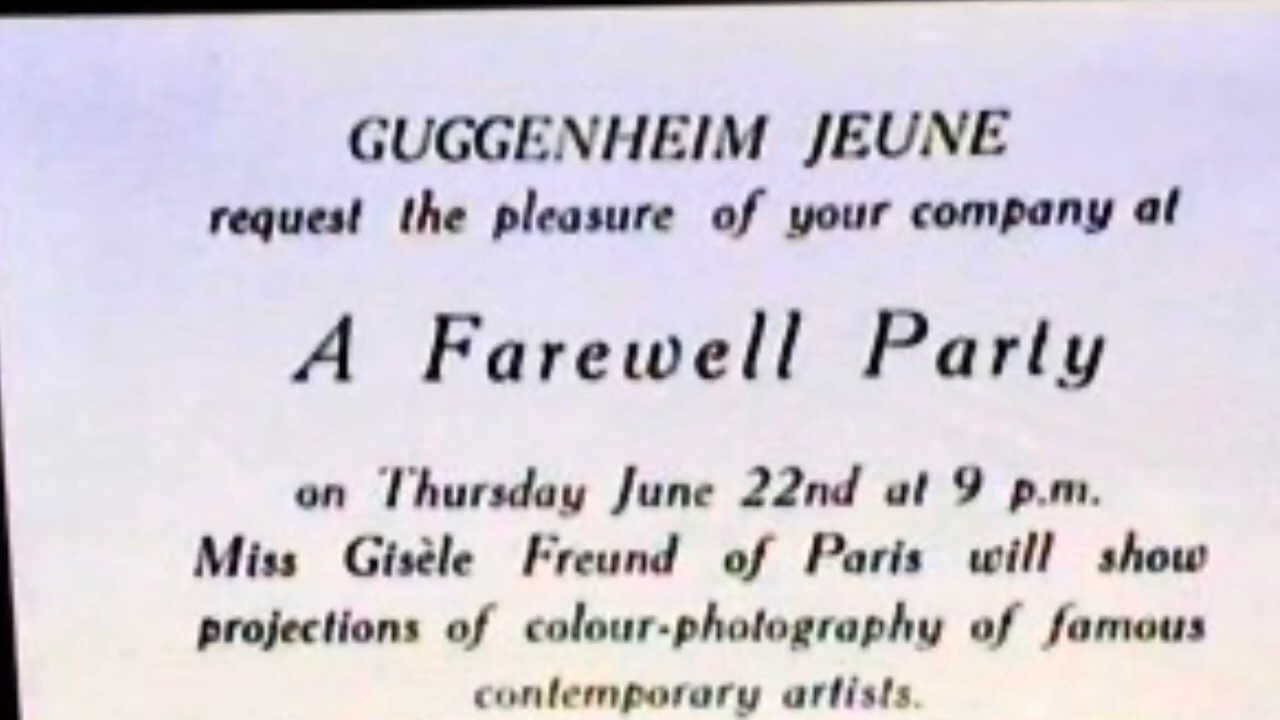 GUGGENHEIM JEUNE
request the pleasure of your company at
A Farewell Party
on Thursday June 22nd at 9 p.m.
Miss Gisèle Freund of Paris will show
projections of colour-photography of famous
contemporary artists.